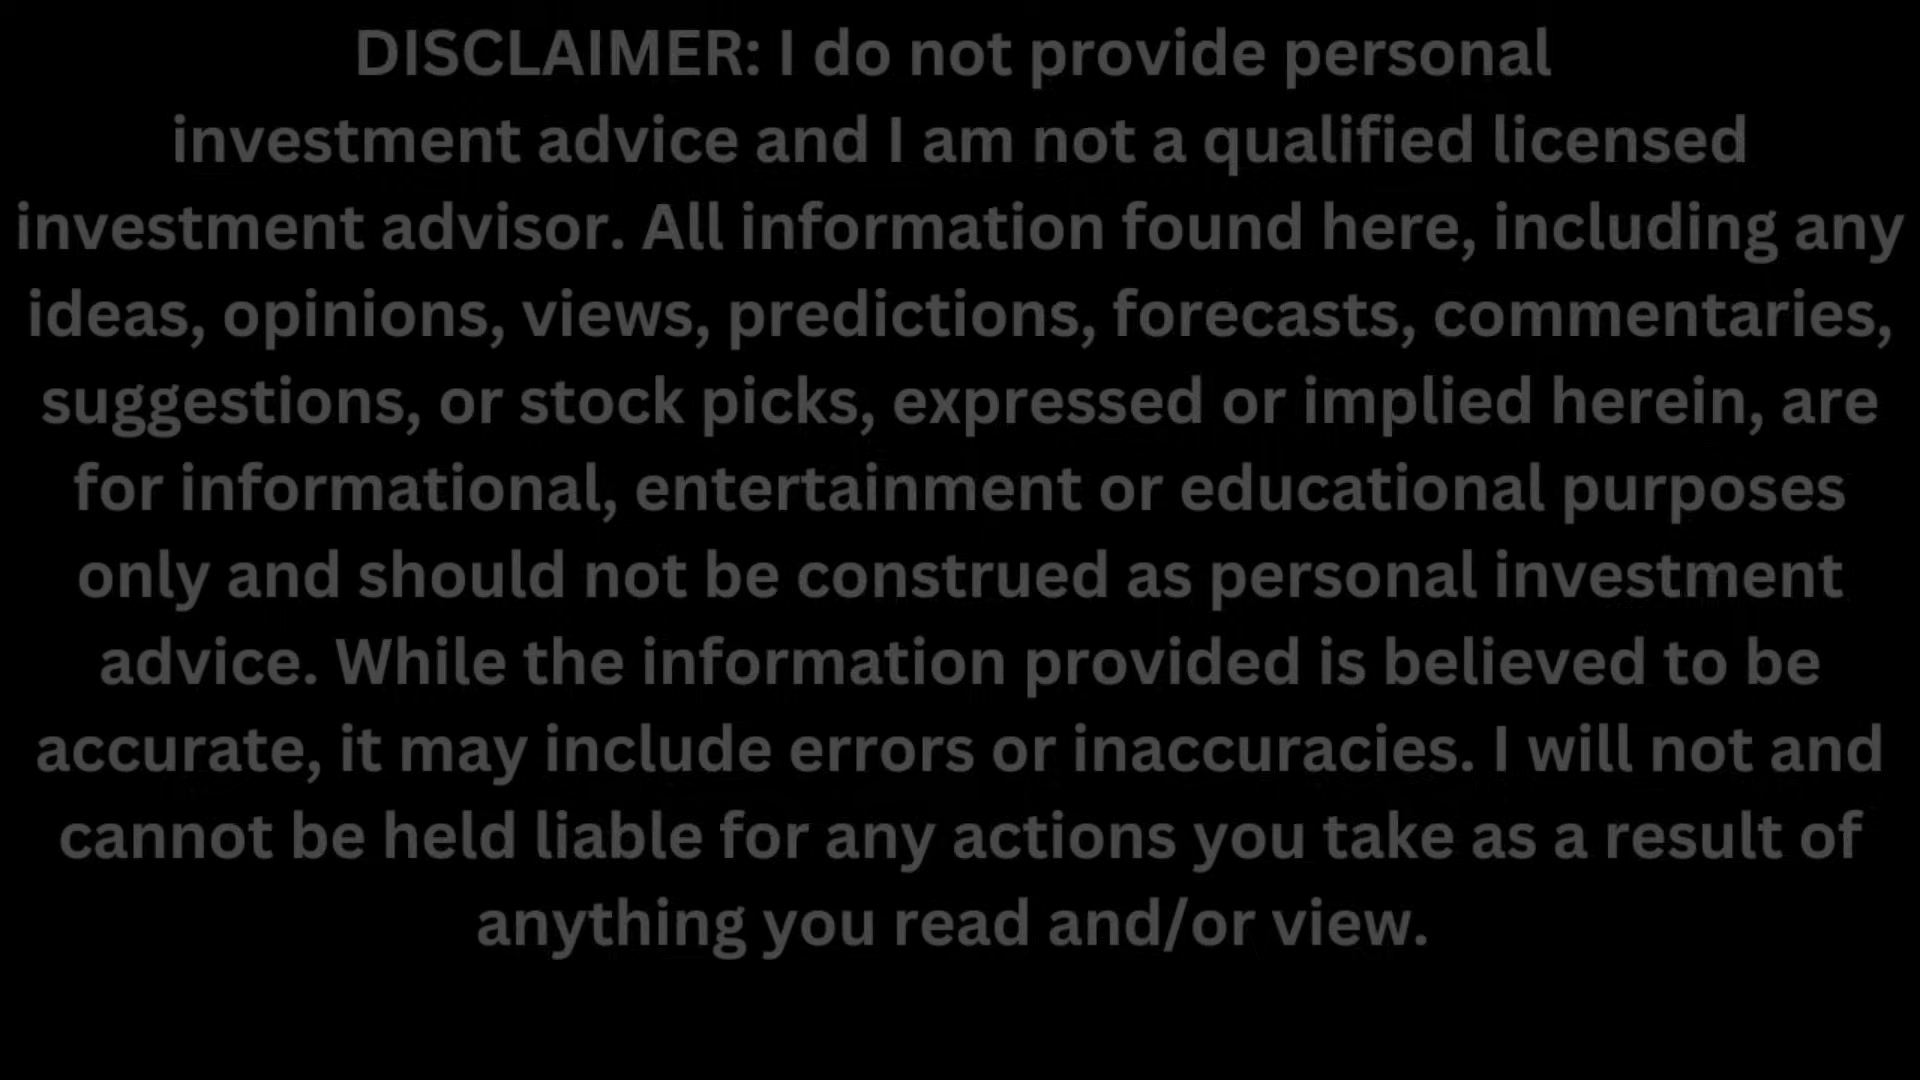 DISCLAIMER: I do not provide personal
investment advice and I am not a qualified licensed
investment advisor. All information found here, including any
ideas, opinions, views, predictions, forecasts, commentaries,
suggestions, or stock picks, expressed or implied herein, are
for informational, entertainment or educational purposes
only and should not be construed as personal investment
advice. While the information provided is believed to be
accurate, it may include errors or inaccuracies. I will not and
cannot be held liable for any actions you take as a result of
anything you read and/or view.